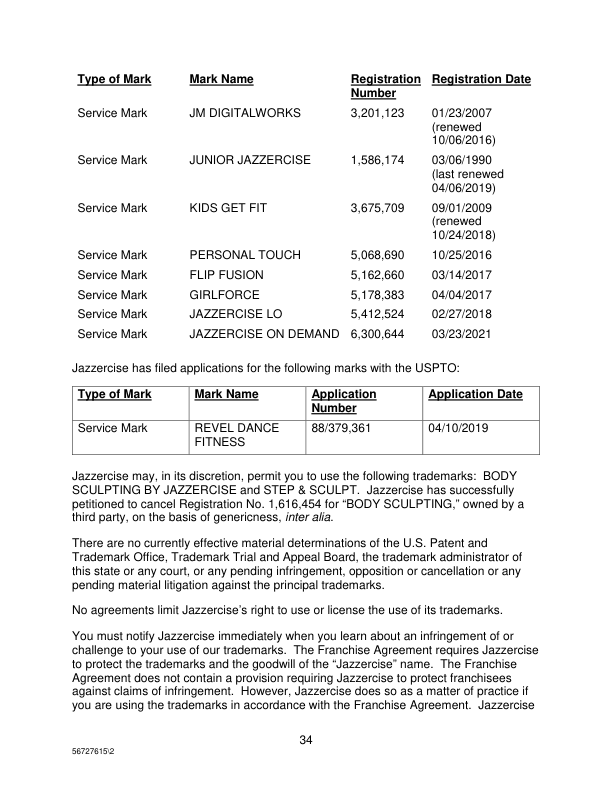 Type of Mark Mark Name Registration Registration Date
Number
Service Mark JM DIGITALWORKS 3,201,123 01/23/2007
(renewed
10/06/2016)
Service Mark JUNIOR JAZZERCISE 1,586,174 03/06/1990
(last renewed
04/06/2019)
Service Mark KIDS GET FIT 3,675,709 09/01/2009
(renewed
10/24/2018)
Service Mark PERSONAL TOUCH 5,068,690 10/25/2016
Service Mark FLIP FUSION 5,162,660 03/14/2017
Service Mark GIRLFORCE 5,178,383 04/04/2017
Service Mark JAZZERCISE LO 5,412,524 02/27/2018
Service Mark JAZZERCISE ON DEMAND 6,300,644 03/23/2021
Jazzercise has filed applications for the following marks with the USPTO:
Type of Mark Mark Name Application Application Date
Number
Service Mark REVEL DANCE 88/379,361 04/10/2019
FITNESS
Jazzercise may, in its discretion, permit you to use the following trademarks:  BODY
SCULPTING BY JAZZERCISE and STEP & SCULPT.  Jazzercise has successfully
petitioned to cancel Registration No. 1,616,454 for “BODY SCULPTING,” owned by a
third party, on the basis of genericness, inter alia.
There are no currently effective material determinations of the U.S. Patent and
Trademark Office, Trademark Trial and Appeal Board, the trademark administrator of
this state or any court, or any pending infringement, opposition or cancellation or any
pending material litigation against the principal trademarks.
No agreements limit Jazzercise’s right to use or license the use of its trademarks.
You must notify Jazzercise immediately when you learn about an infringement of or
challenge to your use of our trademarks.  The Franchise Agreement requires Jazzercise
to protect the trademarks and the goodwill of the “Jazzercise” name.  The Franchise
Agreement does not contain a provision requiring Jazzercise to protect franchisees
against claims of infringement.  However, Jazzercise does so as a matter of practice if
you are using the trademarks in accordance with the Franchise Agreement.  Jazzercise
34
56727615\2